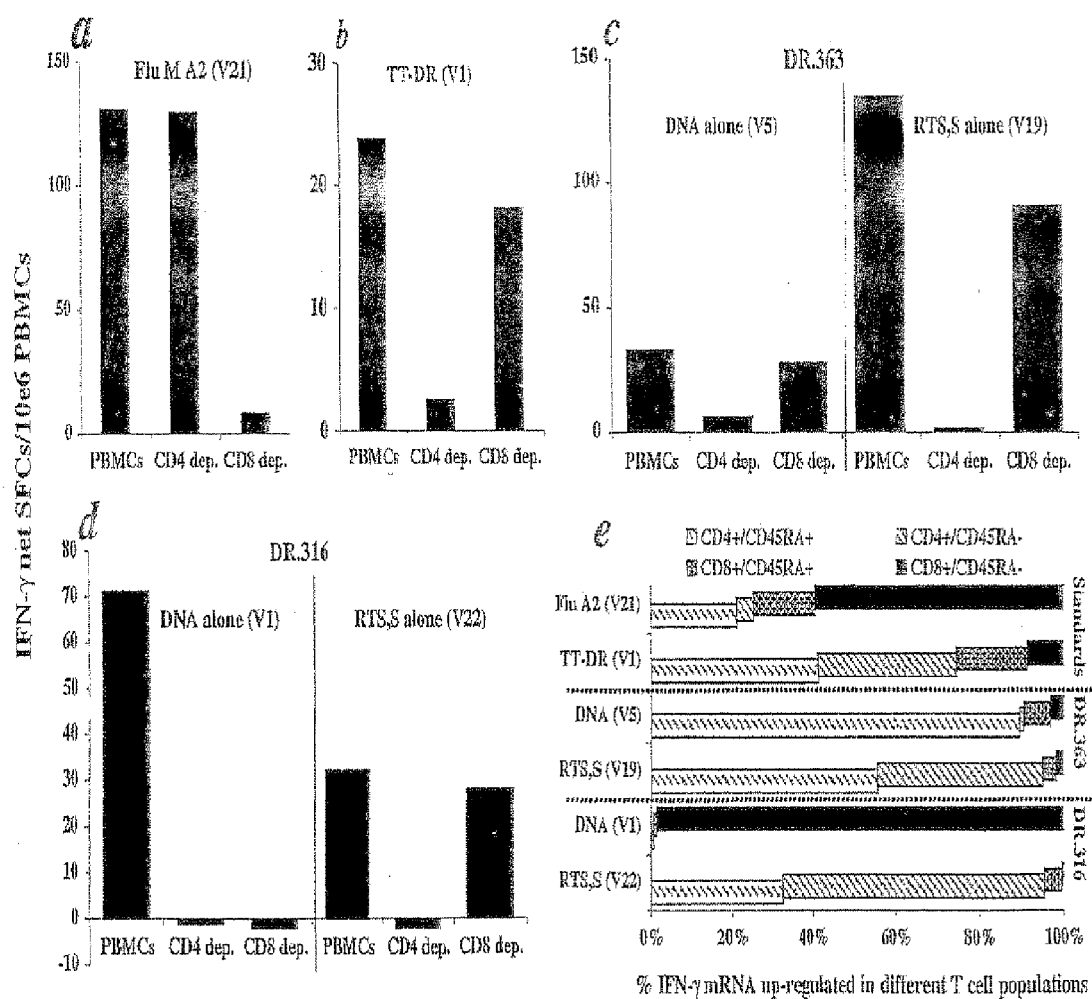 a
Flu M A2 (V21)
150
100
50
0
PBMCs CD4 dep. CD8 dep.
b
TT-DR (V1)
30
20
10
0
PBMCs CD4 dep. CD8 dep.
c
DR.363
DNA alone (V5)
RTS,S alone (V19)
150
100
50
0
PBMCs CD4 dep. CD8 dep. PBMCs CD4 dep. CD8 dep.
IFN-γ net SFCs/10e6 PBMCs
d
DR.316
DNA alone (V1)
RTS,S alone (V22)
80
70
60
50
40
30
20
10
0
-10
PBMCs CD4 dep. CD8 dep. PBMCs CD4 dep. CD8 dep.
e
CD4+/CD45RA+ CD4+/CD45RA-
CD8+/CD45RA+ CD8+/CD45RA-
Flu A2 (V21)
TT-DR (V1)
DNA (V5)
RTS,S (V19)
DNA (V1)
RTS,S (V22)
Standards
DR.363
DR.316
0% 20% 40% 60% 80% 100%
% IFN-γ mRNA up-regulated in different T cell populations